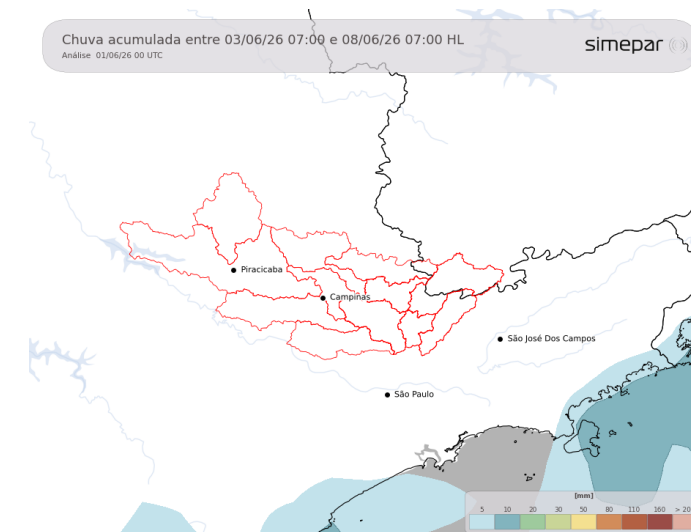 Chuva acumulada entre 03/06/26 07:00 e 08/06/26 07:00 HL
Análise 01/06/26 00 UTC
simepar
Piracicaba
Campinas
São José Dos Campos
São Paulo
[mm]
5 10 20 30 50 80 110 160 > 20